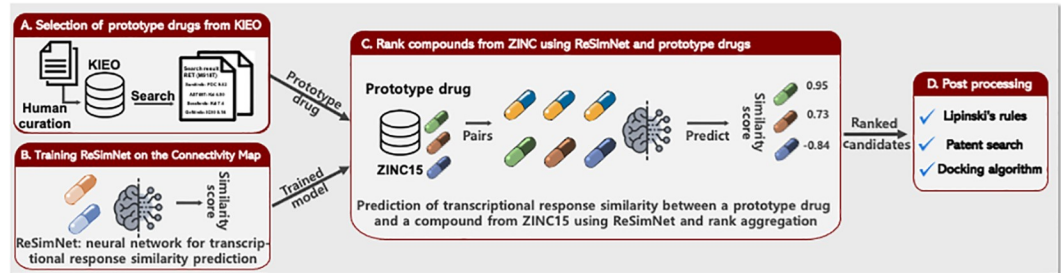 A. Selection of prototype drugs from KIEO
KIEO
Human
curation
Search
Search result
RET (M918T)
B. Training ReSimNet on the Connectivity Map
Similarity
score
ReSimNet: neural network for transcrip-
tional response similarity prediction
Prototype
drug
Trained
model
C. Rank compounds from ZINC using ReSimNet and prototype drugs
Prototype drug
ZINC15
Pairs
Predict
Similarity
score
0.95
0.73
-0.84
Prediction of transcriptional response similarity between a prototype drug
and a compound from ZINC15 using ReSimNet and rank aggregation
Ranked
candidates
D. Post processing
Lipinski's rules
Patent search
Docking algorithm